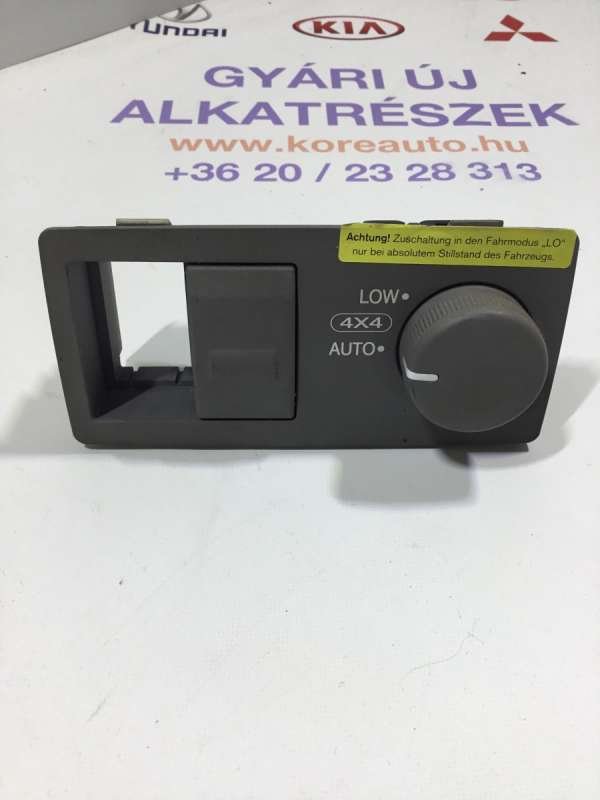 HYUNDAI
KIA
GYÁRI ÚJ
ALKATRÉSZEK
www.koreauto.hu
+36 20 / 23 28 313
Achtung! Zuschaltung in den Fahrmodus „LO“
nur bei absolutem Stillstand des Fahrzeugs.
LOW
4X4
AUTO